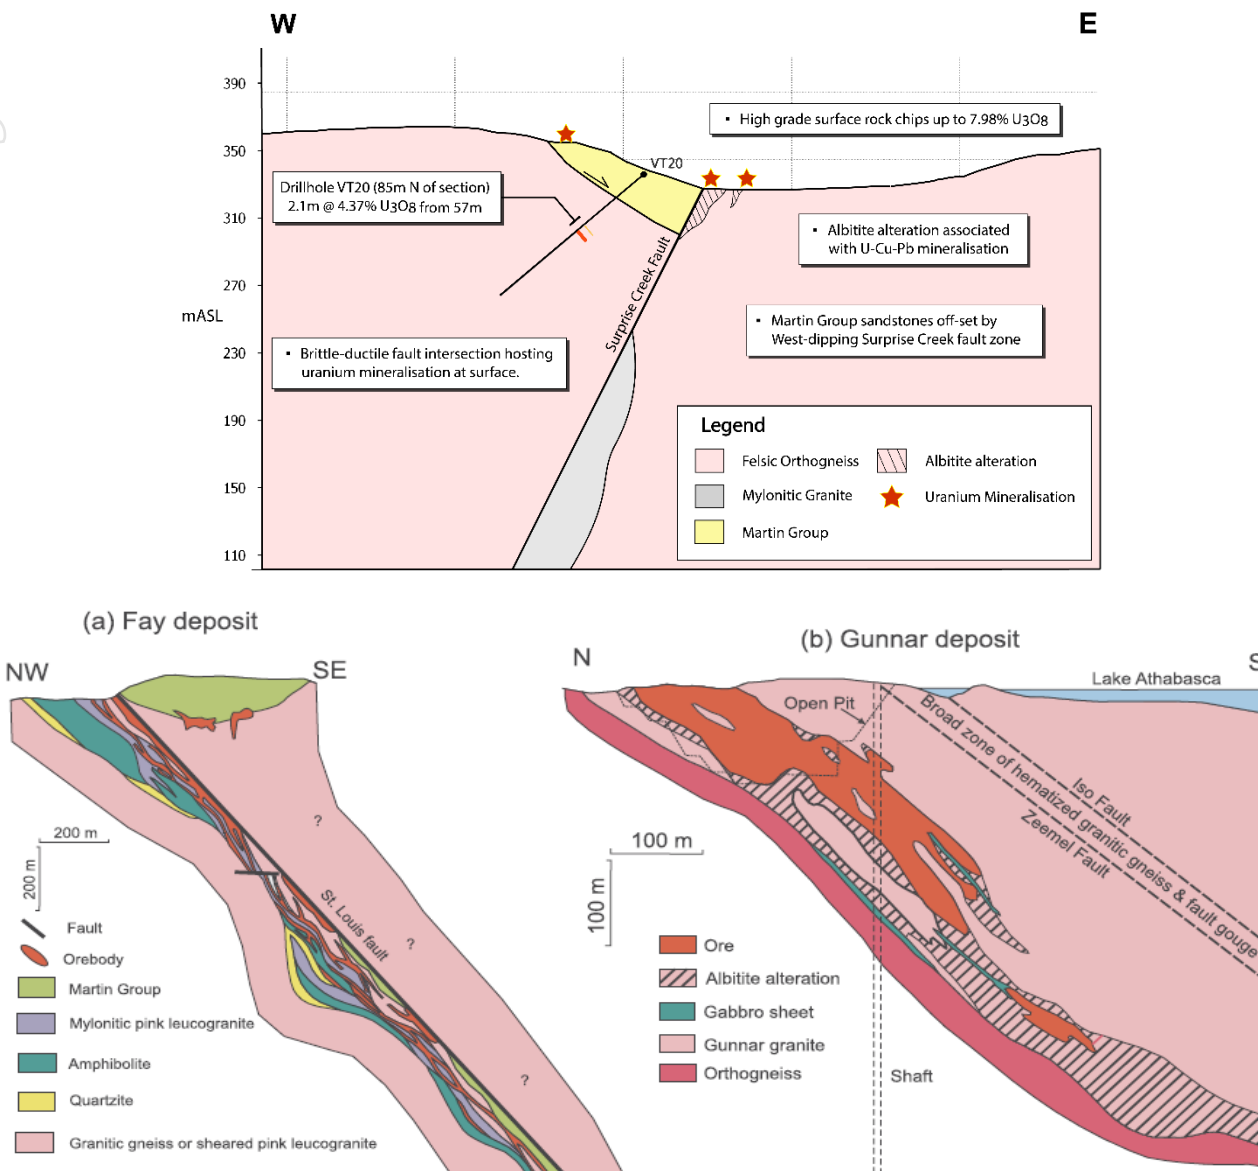 W
E
390
350
310
270
mASL
230
190
150
110
▪ High grade surface rock chips up to 7.98% U3O8
VT20
Drillhole VT20 (85m N of section)
2.1m @ 4.37% U3O8 from 57m
▪ Albitite alteration associated
with U-Cu-Pb mineralisation
Surprise Creek Fault
▪ Martin Group sandstones off-set by
West-dipping Surprise Creek fault zone
▪ Brittle-ductile fault intersection hosting
uranium mineralisation at surface.
Legend
Felsic Orthogneiss
Albitite alteration
Mylonitic Granite
Uranium Mineralisation
Martin Group
(a) Fay deposit
NW
SE
?
200 m
200 m
St. Louis fault
?
?
Fault
Orebody
Martin Group
Mylonitic pink leucogranite
Amphibolite
Quartzite
Granitic gneiss or sheared pink leucogranite
(b) Gunnar deposit
N
S
Lake Athabasca
Open Pit
Iso Fault
Broad zone of hematized granitic gneiss & fault gouge
Zeemel Fault
100 m
100 m
Ore
Albitite alteration
Gabbro sheet
Gunnar granite
Orthogneiss
Shaft